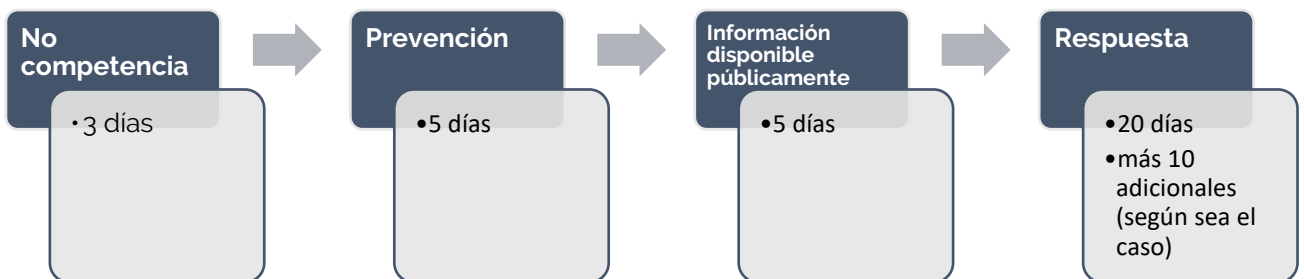 No
competencia
• 3 días
Prevención
•5 días
Información
disponible
públicamente
•5 días
Respuesta
•20 días
•más 10
adicionales
(según sea el
caso)